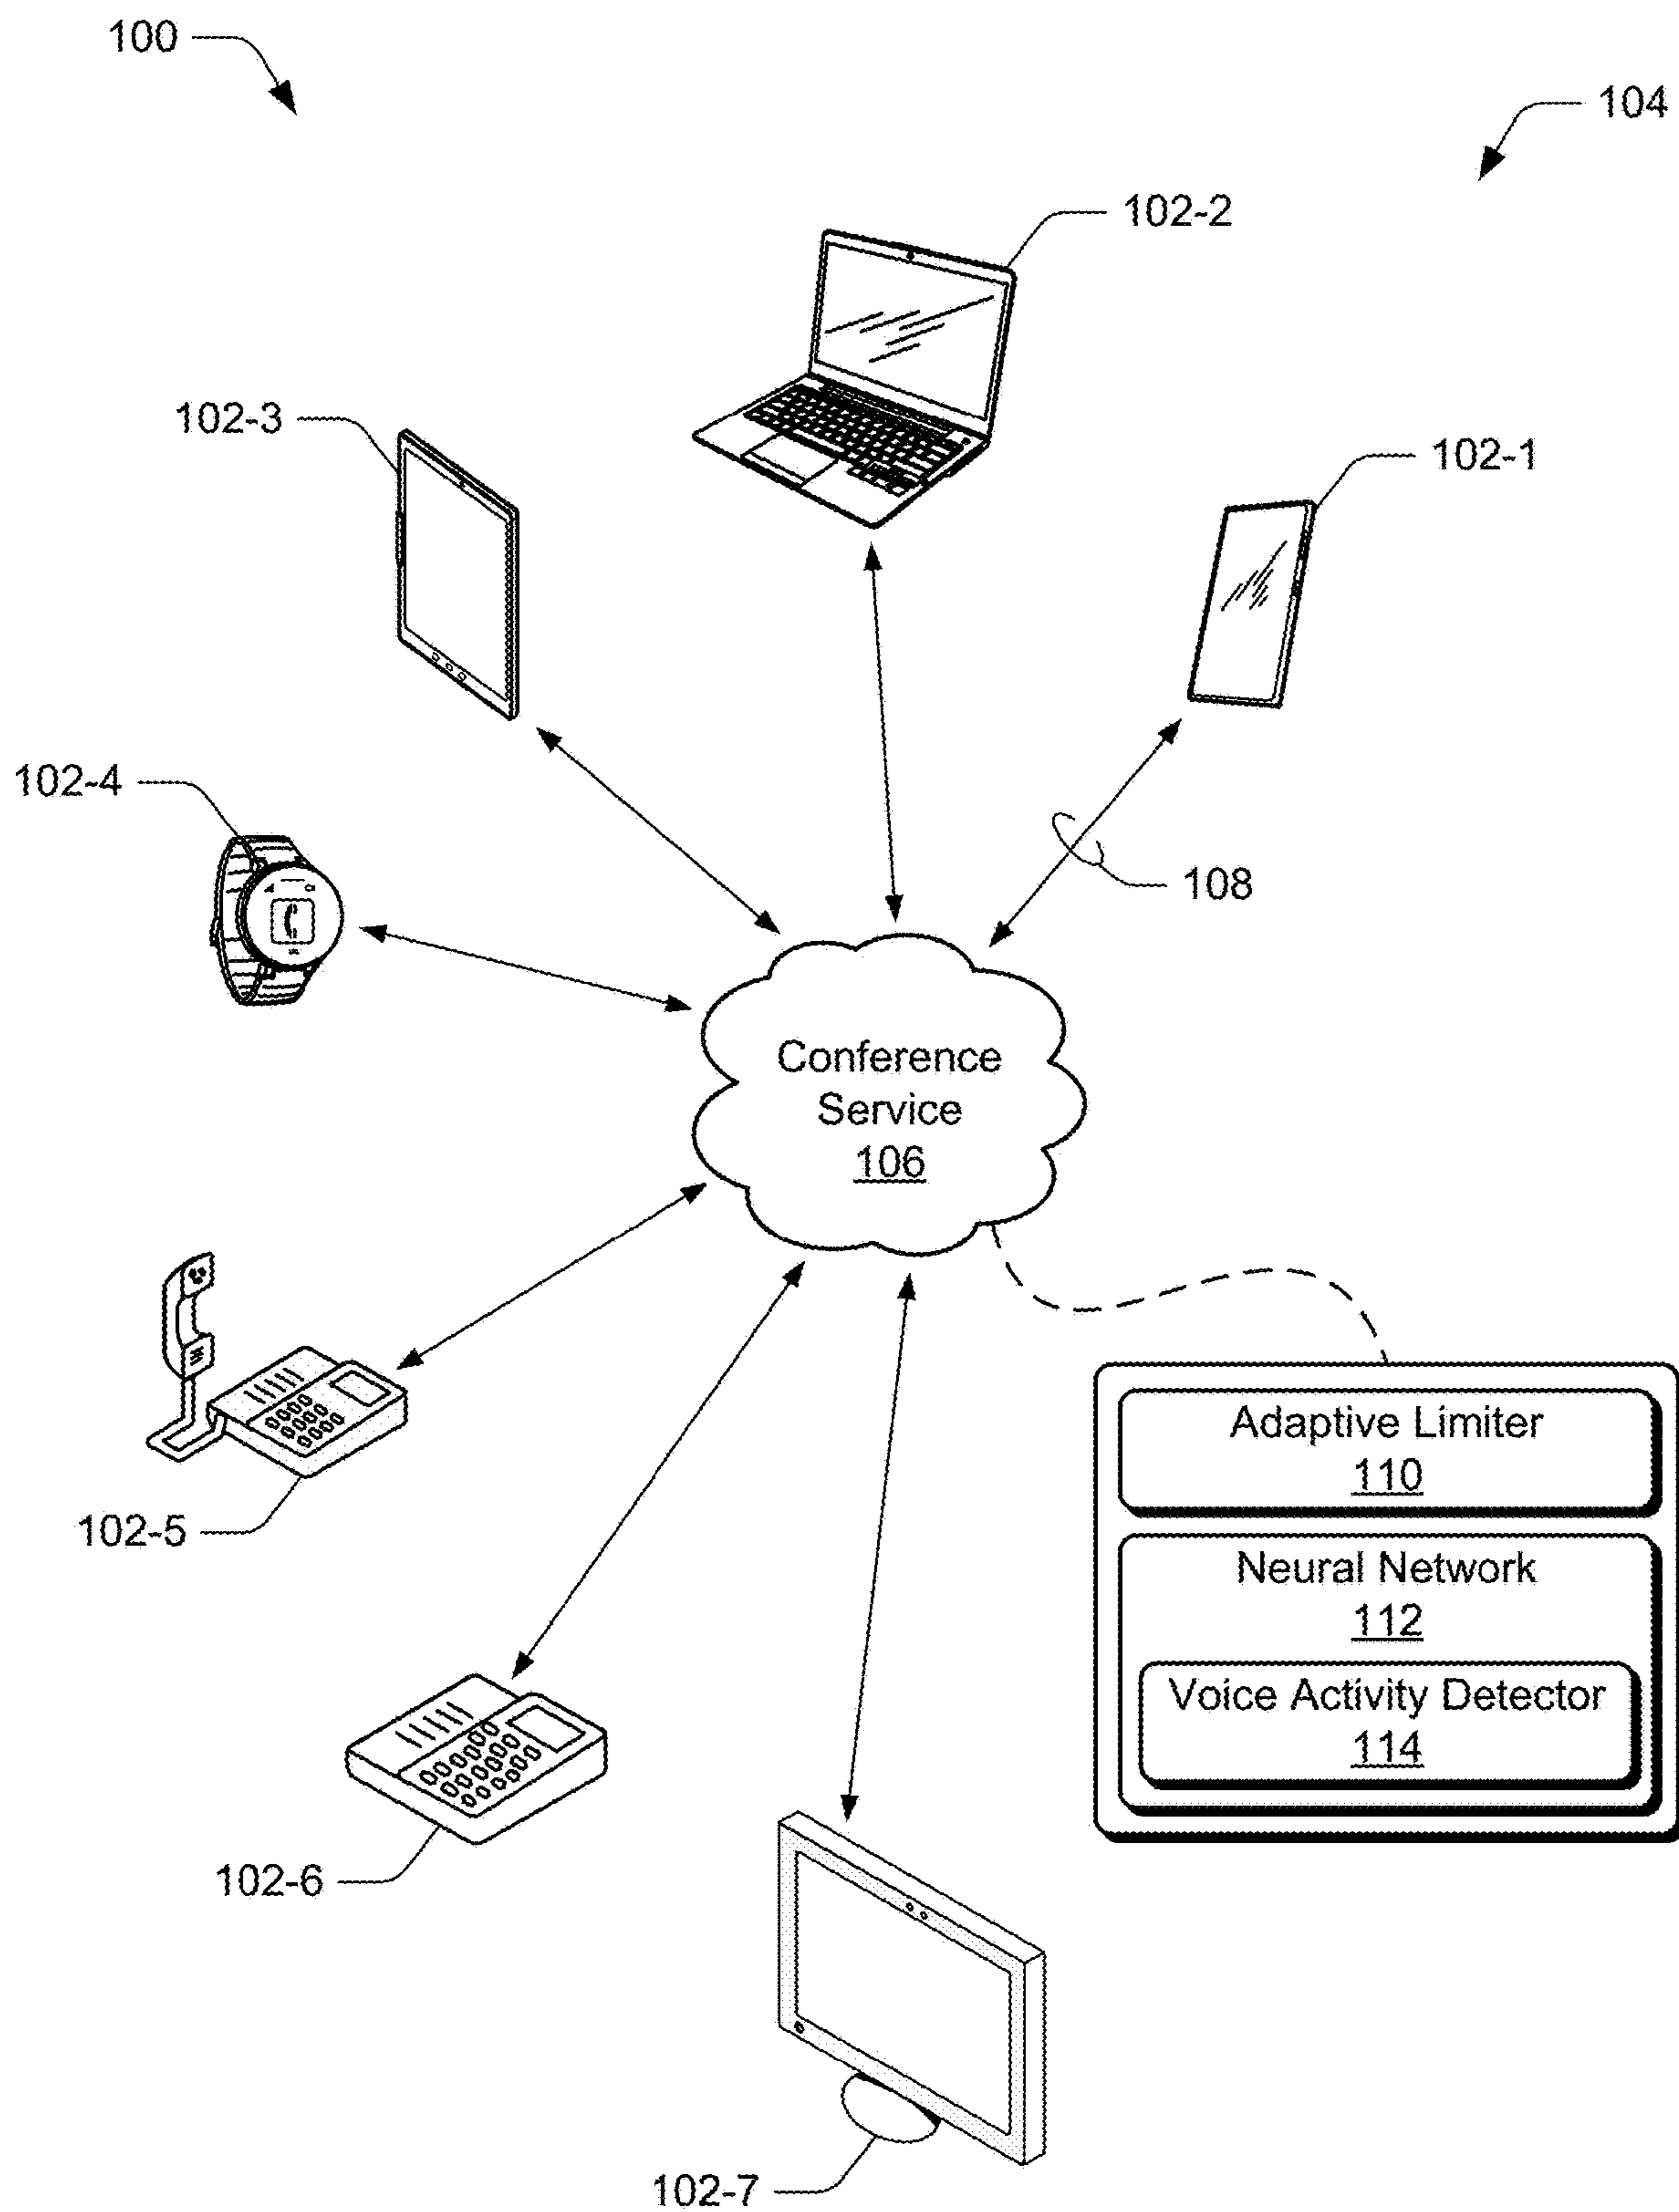 100
104
102-2
102-3
102-1
102-4
108
Conference
Service
106
Adaptive Limiter
110
102-5
Neural Network
112
Voice Activity Detector
114
102-6
102-7